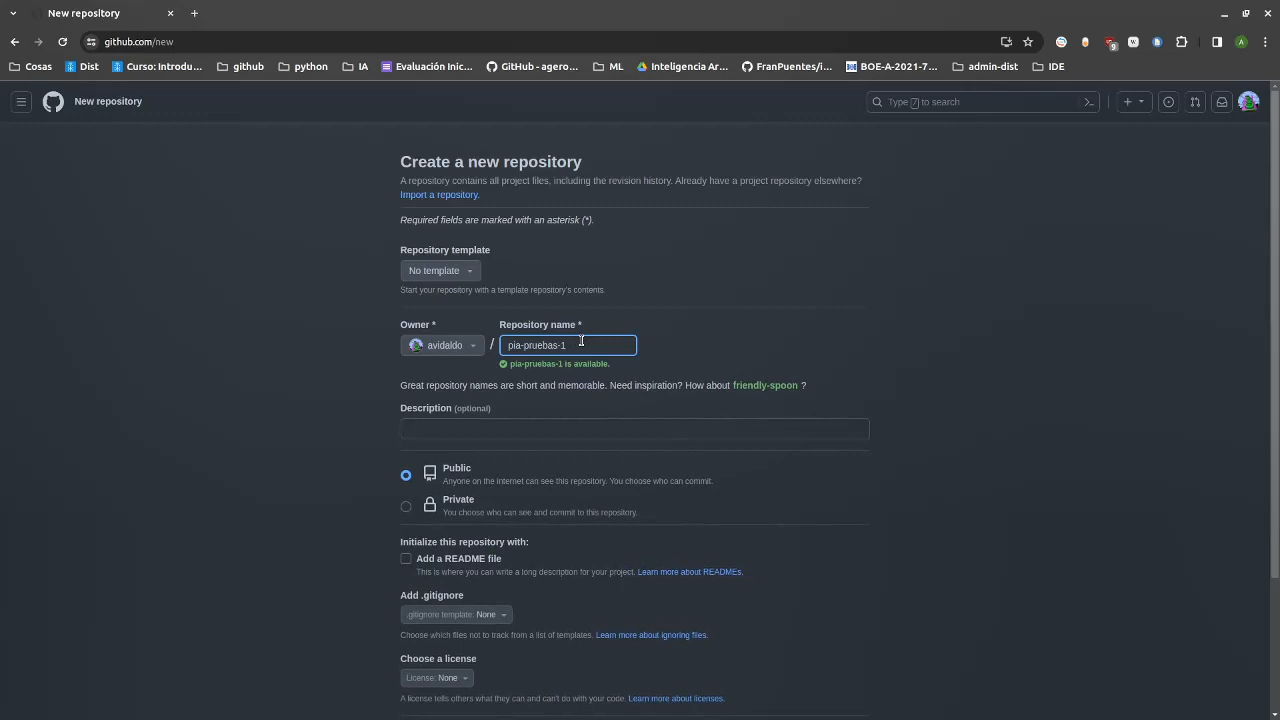 New repository
github.com/new
9
A
Cosas
Dist
Curso: Introdu...
github
python
IA
Evaluación Inic...
GitHub - agero...
ML
Inteligencia Ar...
FranPuentes/i...
BOE-A-2021-7...
admin-dist
IDE
New repository
Type / to search
Create a new repository
A repository contains all project files, including the revision history. Already have a project repository elsewhere?
Import a repository.
Required fields are marked with an asterisk (*).
Repository template
No template
Start your repository with a template repository's contents.
Owner * Repository name *
avidaldo / pia-pruebas-1
pia-pruebas-1 is available.
Great repository names are short and memorable. Need inspiration? How about friendly-spoon ?
Description (optional)
Public
Anyone on the internet can see this repository. You choose who can commit.
Private
You choose who can see and commit to this repository.
Initialize this repository with:
Add a README file
This is where you can write a long description for your project. Learn more about READMEs.
Add .gitignore
.gitignore template: None
Choose which files not to track from a list of templates. Learn more about ignoring files.
Choose a license
License: None
A license tells others what they can and can't do with your code. Learn more about licenses.